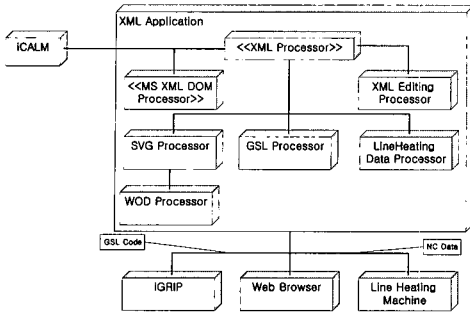 XML Application
iCALM
<<XML Processor>>
<<MS XML DOM
Processor>>
XML Editing
Processor
SVG Processor
GSL Processor
LineHeating
Data Processor
WOD Processor
GSL Code
NC Data
IGRIP
Web Browser
Line Heating
Machine